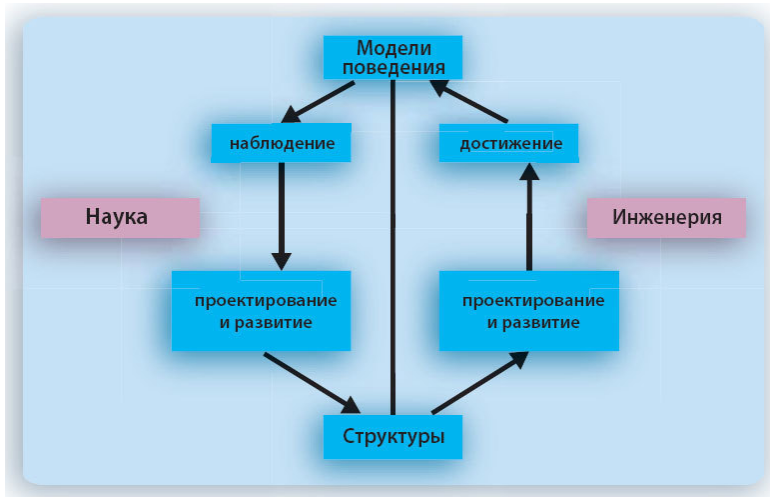 Модели
поведения
наблюдение
достижение
Наука
Инженерия
проектирование
и развитие
проектирование
и развитие
Структуры